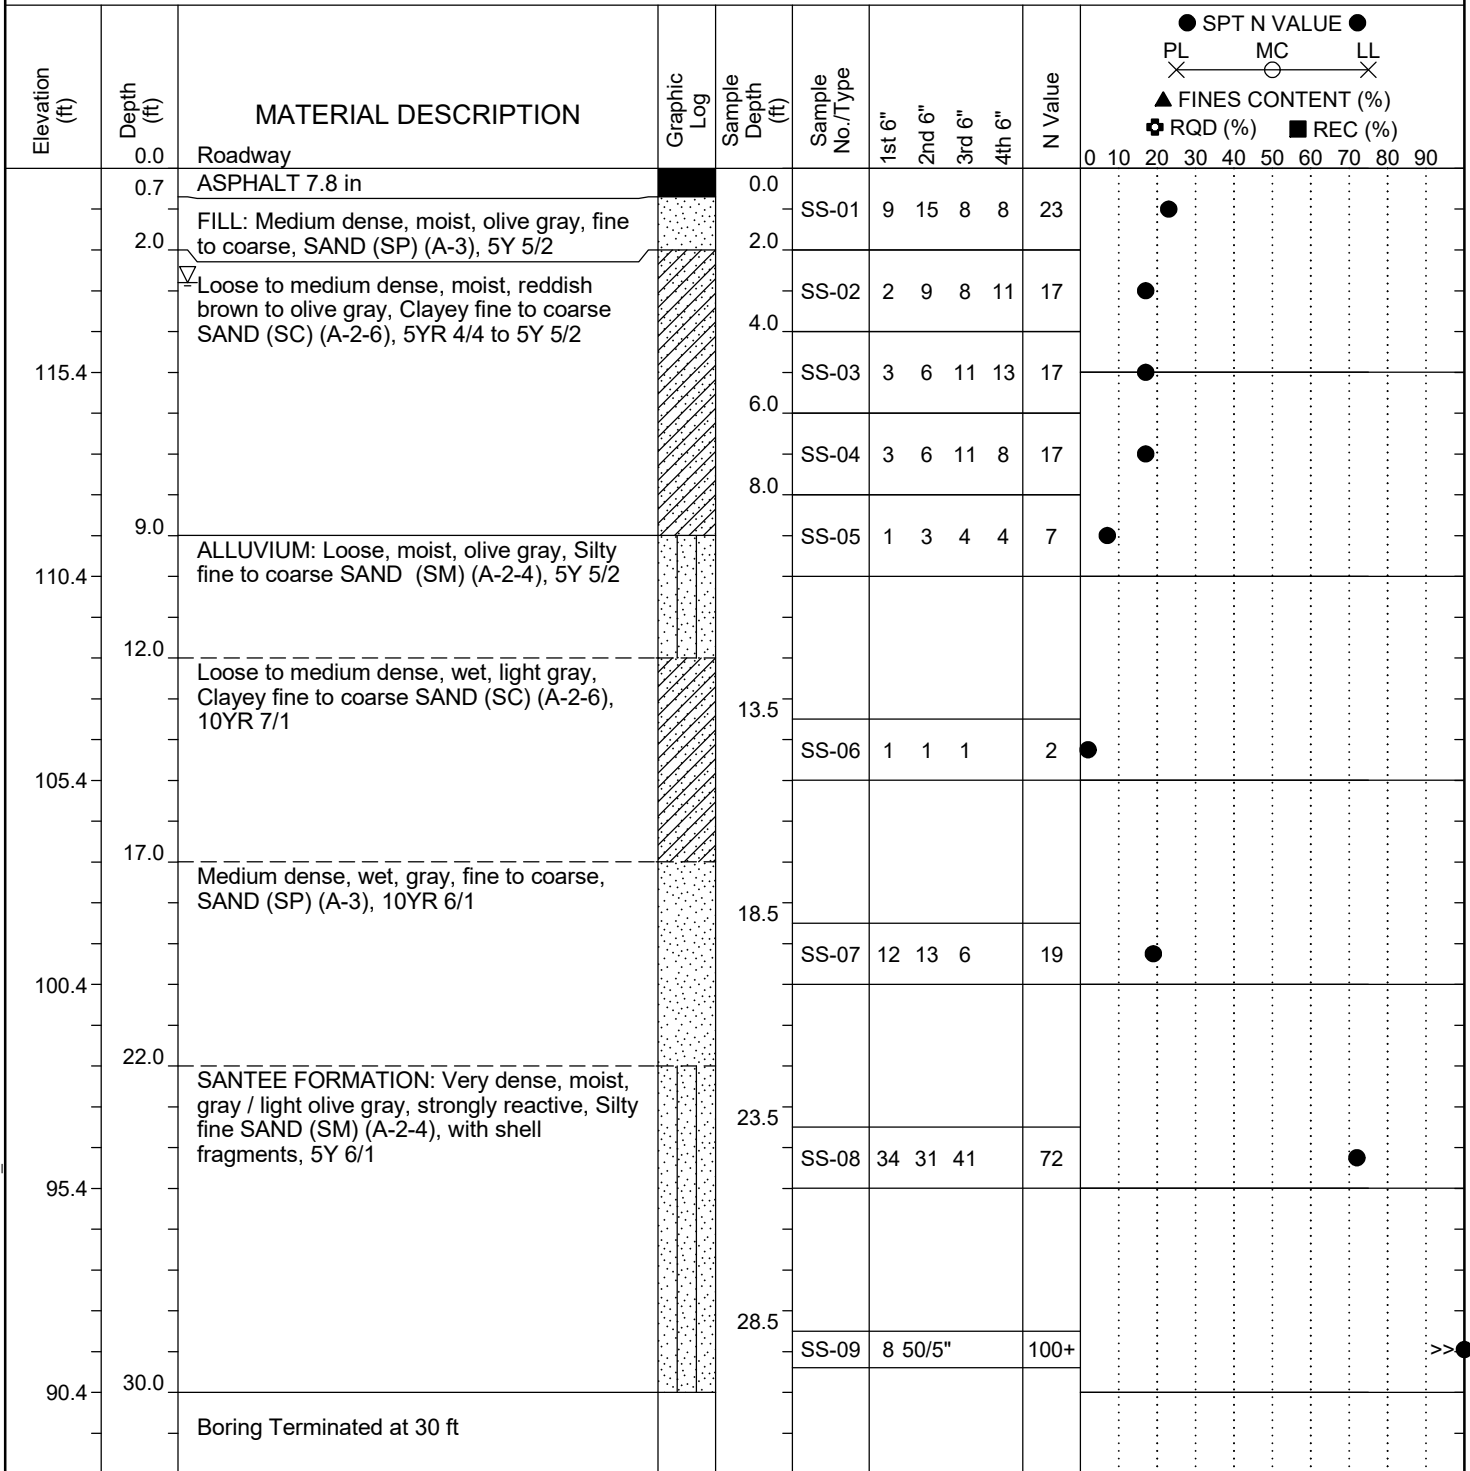 ● SPT N VALUE ●
PL MC LL
▲ FINES CONTENT (%)
RQD (%) ■ REC (%)
Elevation (ft)
Depth (ft)
MATERIAL DESCRIPTION
Graphic Log
Sample Depth (ft)
Sample No./Type
1st 6"
2nd 6"
3rd 6"
4th 6"
N Value
0 10 20 30 40 50 60 70 80 90
0.0 Roadway
0.7 ASPHALT 7.8 in 0.0
SS-01 9 15 8 8 23
FILL: Medium dense, moist, olive gray, fine
2.0 to coarse, SAND (SP) (A-3), 5Y 5/2 2.0
Loose to medium dense, moist, reddish
SS-02 2 9 8 11 17
brown to olive gray, Clayey fine to coarse
SAND (SC) (A-2-6), 5YR 4/4 to 5Y 5/2 4.0
115.4 SS-03 3 6 11 13 17
6.0
SS-04 3 6 11 8 17
8.0
9.0 SS-05 1 3 4 4 7
ALLUVIUM: Loose, moist, olive gray, Silty
110.4 fine to coarse SAND (SM) (A-2-4), 5Y 5/2
12.0
Loose to medium dense, wet, light gray,
Clayey fine to coarse SAND (SC) (A-2-6),
10YR 7/1 13.5
SS-06 1 1 1 2
105.4
17.0
Medium dense, wet, gray, fine to coarse,
SAND (SP) (A-3), 10YR 6/1
18.5
SS-07 12 13 6 19
100.4
22.0
SANTEE FORMATION: Very dense, moist,
gray / light olive gray, strongly reactive, Silty
fine SAND (SM) (A-2-4), with shell
fragments, 5Y 6/1
23.5
SS-08 34 31 41 72
95.4
28.5
SS-09 8 50/5" 100+ >>
90.4 30.0
Boring Terminated at 30 ft